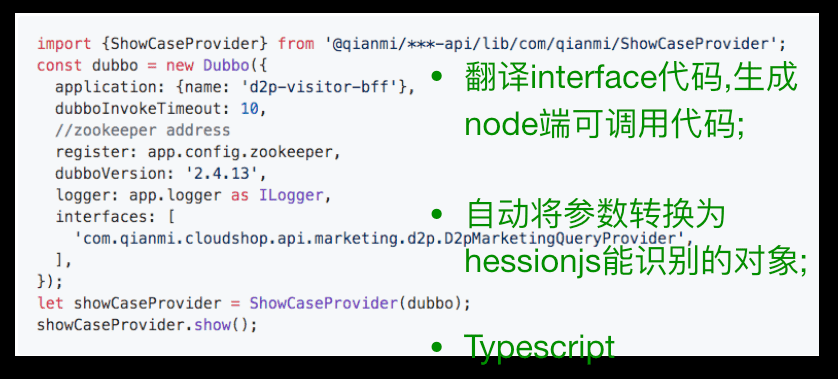 import {ShowCaseProvider} from '@qianmi/***-api/lib/com/qianmi/ShowCaseProvider';
const dubbo = new Dubbo({
application: {name: 'd2p-visitor-bff'},
dubboInvokeTimeout: 10,
//zookeeper address
register: app.config.zookeeper,
dubboVersion: '2.4.13',
logger: app.logger as ILogger,
interfaces: [
'com.qianmi.cloudshop.api.marketing.d2p.D2pMarketingQueryProvider',
],
});
let showCaseProvider = ShowCaseProvider(dubbo);
showCaseProvider.show();
• 翻译interface代码,生成
node端可调用代码;
• 自动将参数转换为
hessionjs能识别的对象;
• Typescript